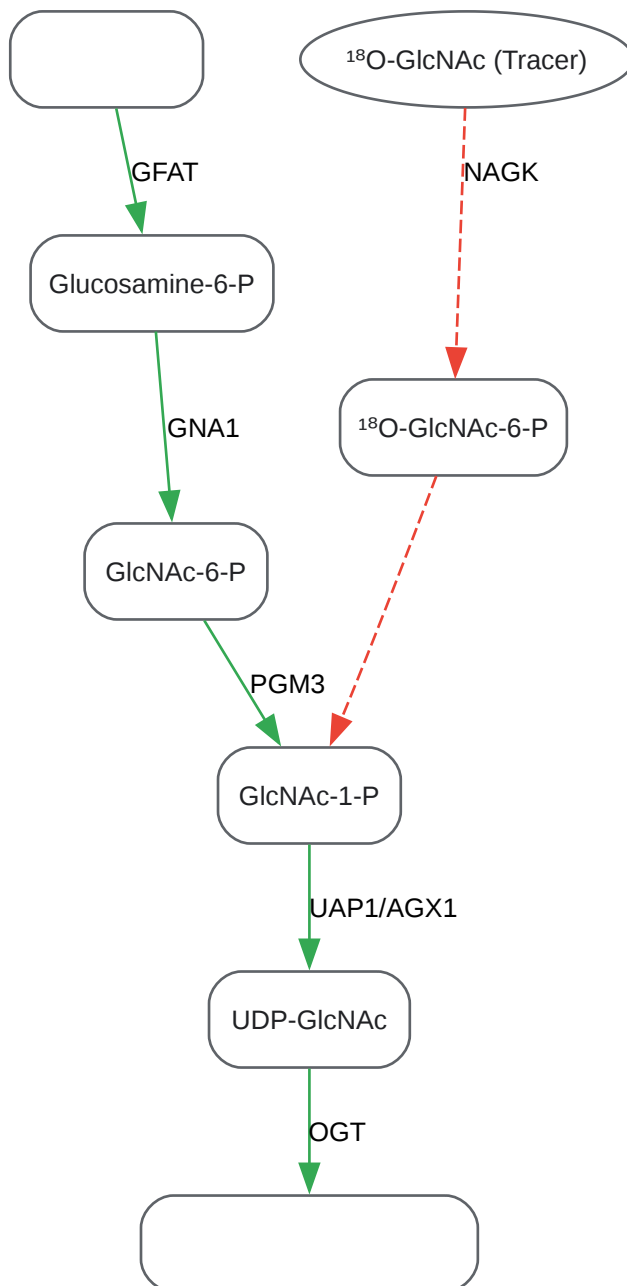 ¹⁸O-GlcNAc (Tracer)
GFAT
NAGK
Glucosamine-6-P
GNA1
¹⁸O-GlcNAc-6-P
GlcNAc-6-P
PGM3
GlcNAc-1-P
UAP1/AGX1
UDP-GlcNAc
OGT